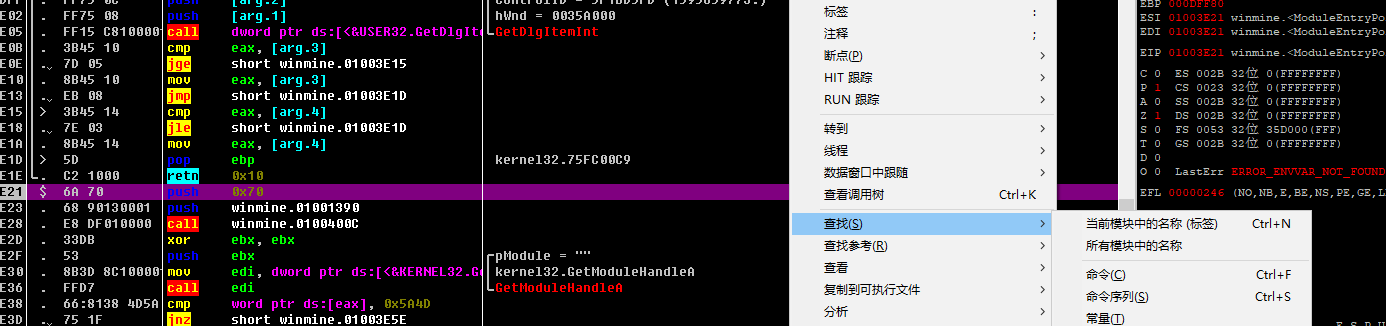 E02 . FF75 08 push [arg.1] hWnd = 0035A000
E05 . FF15 C810000 call dword ptr ds:[<&USER32.GetDlgIte GetDlgItemInt
E0B . 3B45 10 cmp eax, [arg.3]
E0E . 7D 05 jge short winmine.01003E15
E10 . 8B45 10 mov eax, [arg.3]
E13 . EB 08 jmp short winmine.01003E1D
E15 > 3B45 14 cmp eax, [arg.4]
E18 . 7E 03 jle short winmine.01003E1D
E1A . 8B45 14 mov eax, [arg.4]
E1D > 5D pop ebp kernel32.75FC00C9
E1E . C2 1000 retn 0x10
E21 $ 6A 70 push 0x70
E23 . 68 90130001 push winmine.01001390
E28 . E8 DF010000 call winmine.0100400C
E2D . 33DB xor ebx, ebx
E2F . 53 push ebx pModule = ""
E30 . 8B3D 8C10000 mov edi, dword ptr ds:[<&KERNEL32.Ge kernel32.GetModuleHandleA
E36 . FFD7 call edi GetModuleHandleA
E38 . 66:8138 4D5A cmp word ptr ds:[eax], 0x5A4D
E3D . 75 1F jnz short winmine.01003E5E
标签 :
注释 ;
断点(P)
HIT 跟踪
RUN 跟踪
转到
线程
数据窗口中跟随
查看调用树 Ctrl+K
查找(S)
查找参考(R)
查看
复制到可执行文件
分析
当前模块中的名称 (标签) Ctrl+N
所有模块中的名称
命令(C) Ctrl+F
命令序列(S) Ctrl+S
常量(T)
EBP 000DFF80
ESI 01003E21 winmine.<ModuleEntryPo
EDI 01003E21 winmine.<ModuleEntryPo
EIP 01003E21 winmine.<ModuleEntryPo
C 0 ES 002B 32位 0(FFFFFFFF)
P 1 CS 0023 32位 0(FFFFFFFF)
A 0 SS 002B 32位 0(FFFFFFFF)
Z 1 DS 002B 32位 0(FFFFFFFF)
S 0 FS 0053 32位 35D000(FFF)
T 0 GS 002B 32位 0(FFFFFFFF)
D 0
O 0 LastErr ERROR_ENVVAR_NOT_FOUND
EFL 00000246 (NO,NB,E,BE,NS,PE,GE,L